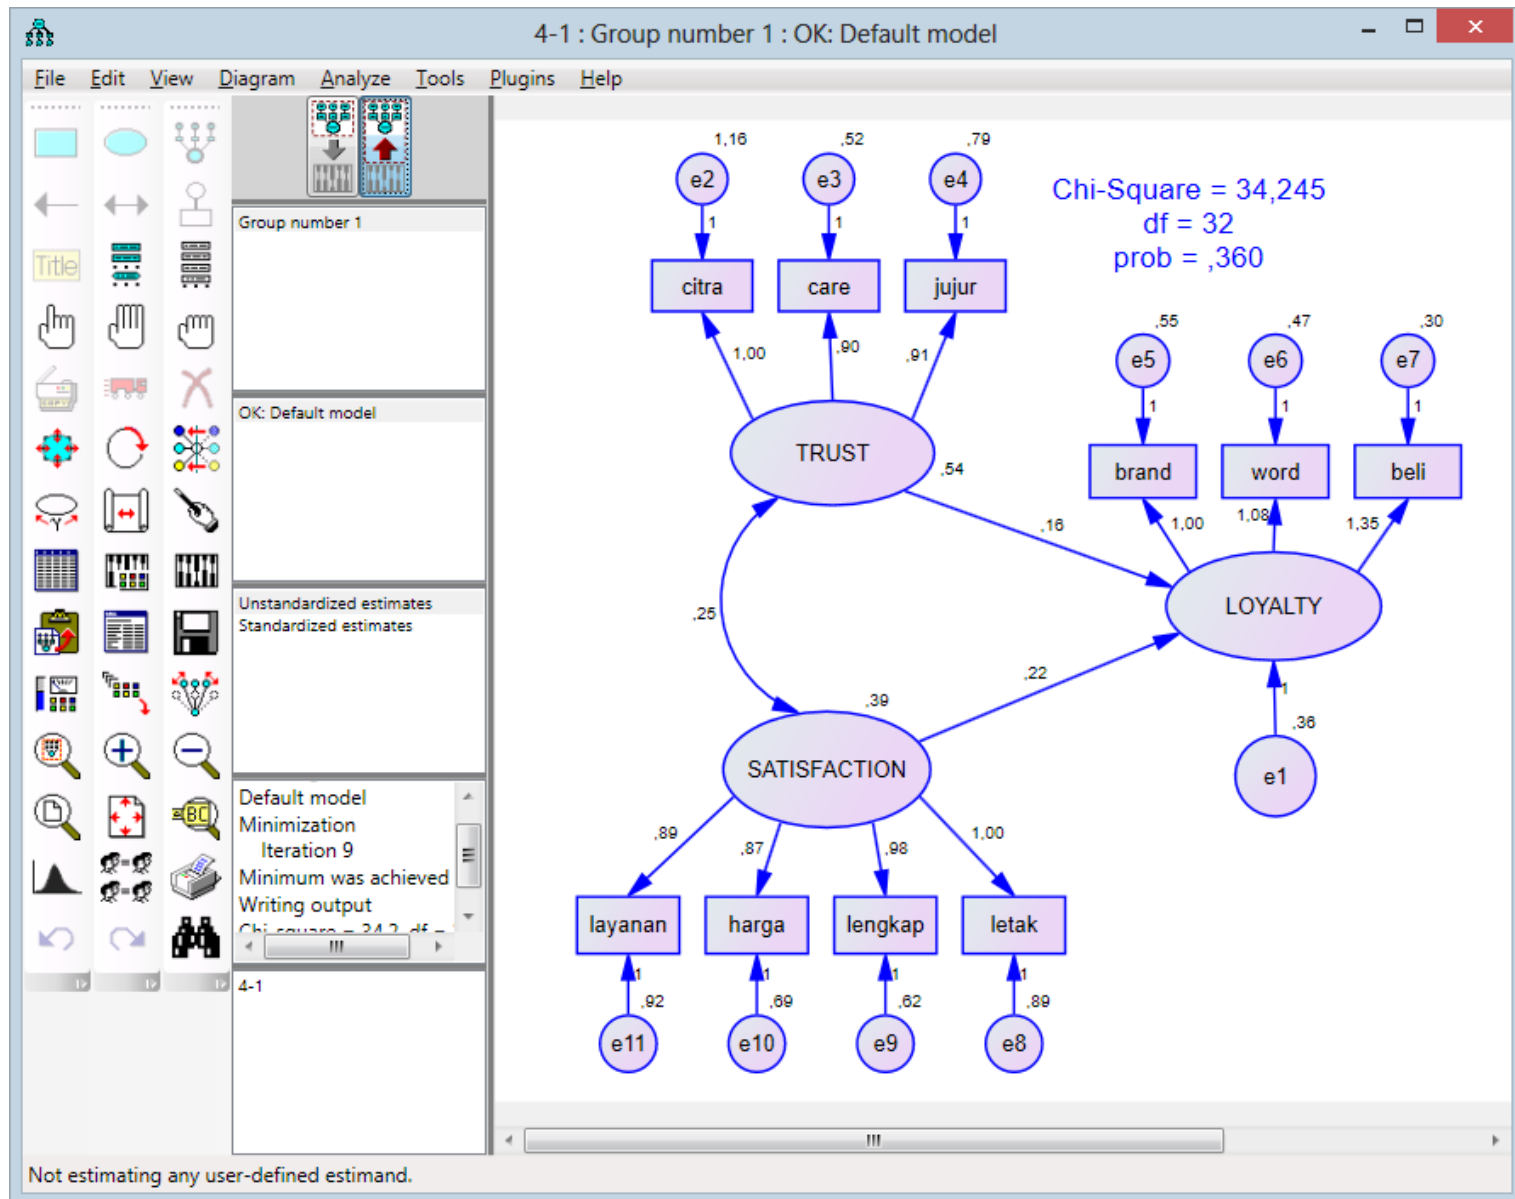 4-1 : Group number 1 : OK: Default model
File Edit View Diagram Analyze Tools Plugins Help
Title
Group number 1
OK: Default model
Unstandardized estimates
Standardized estimates
Default model
Minimization
Iteration 9
Minimum was achieved
Writing output
Chi-square = 34,2, df =
4-1
1,16 ,52 ,79
e2 e3 e4
1 1 1
citra care jujur
1,00 ,90 ,91
TRUST
,54
Chi-Square = 34,245
df = 32
prob = ,360
,55 ,47 ,30
e5 e6 e7
1 1 1
brand word beli
1,00 1,08 1,35
,16
LOYALTY
,25
,22
1
,36
e1
,39
SATISFACTION
,89 ,87 ,98 1,00
layanan harga lengkap letak
1 1 1 1
,92 ,69 ,62 ,89
e11 e10 e9 e8
Not estimating any user-defined estimand.